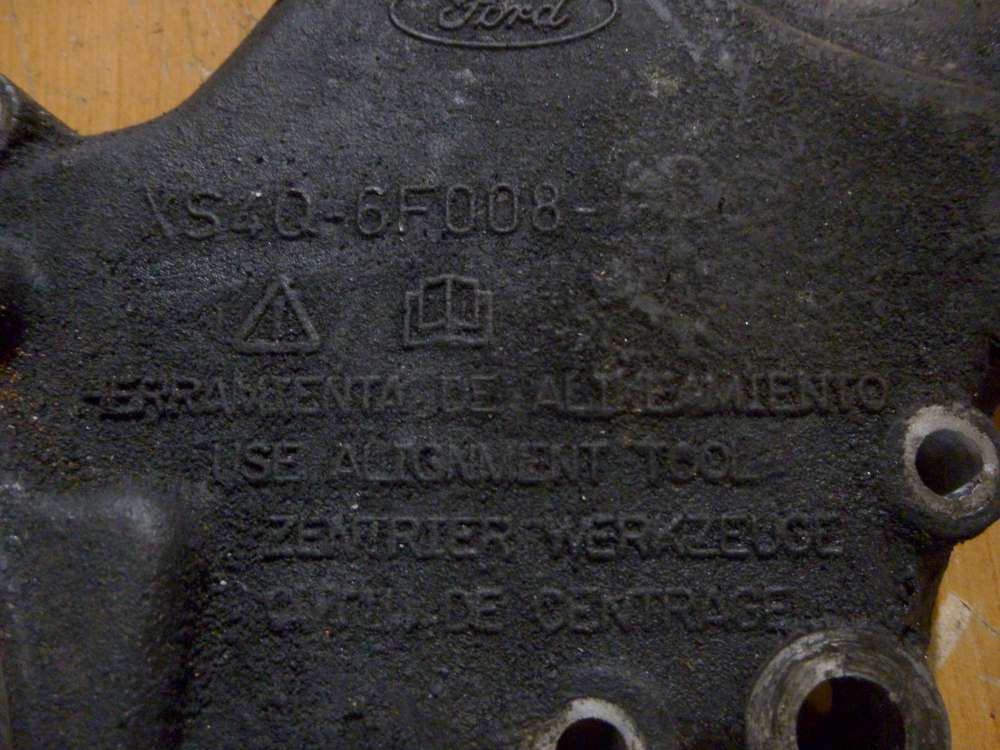 Ford
XS4Q-6F008-
HERRAMIENTA DE ALINEAMIENTO
USE ALIGNMENT TOOL
ZENTRIER WERKZEUGE
OUTIL DE CENTRAGE